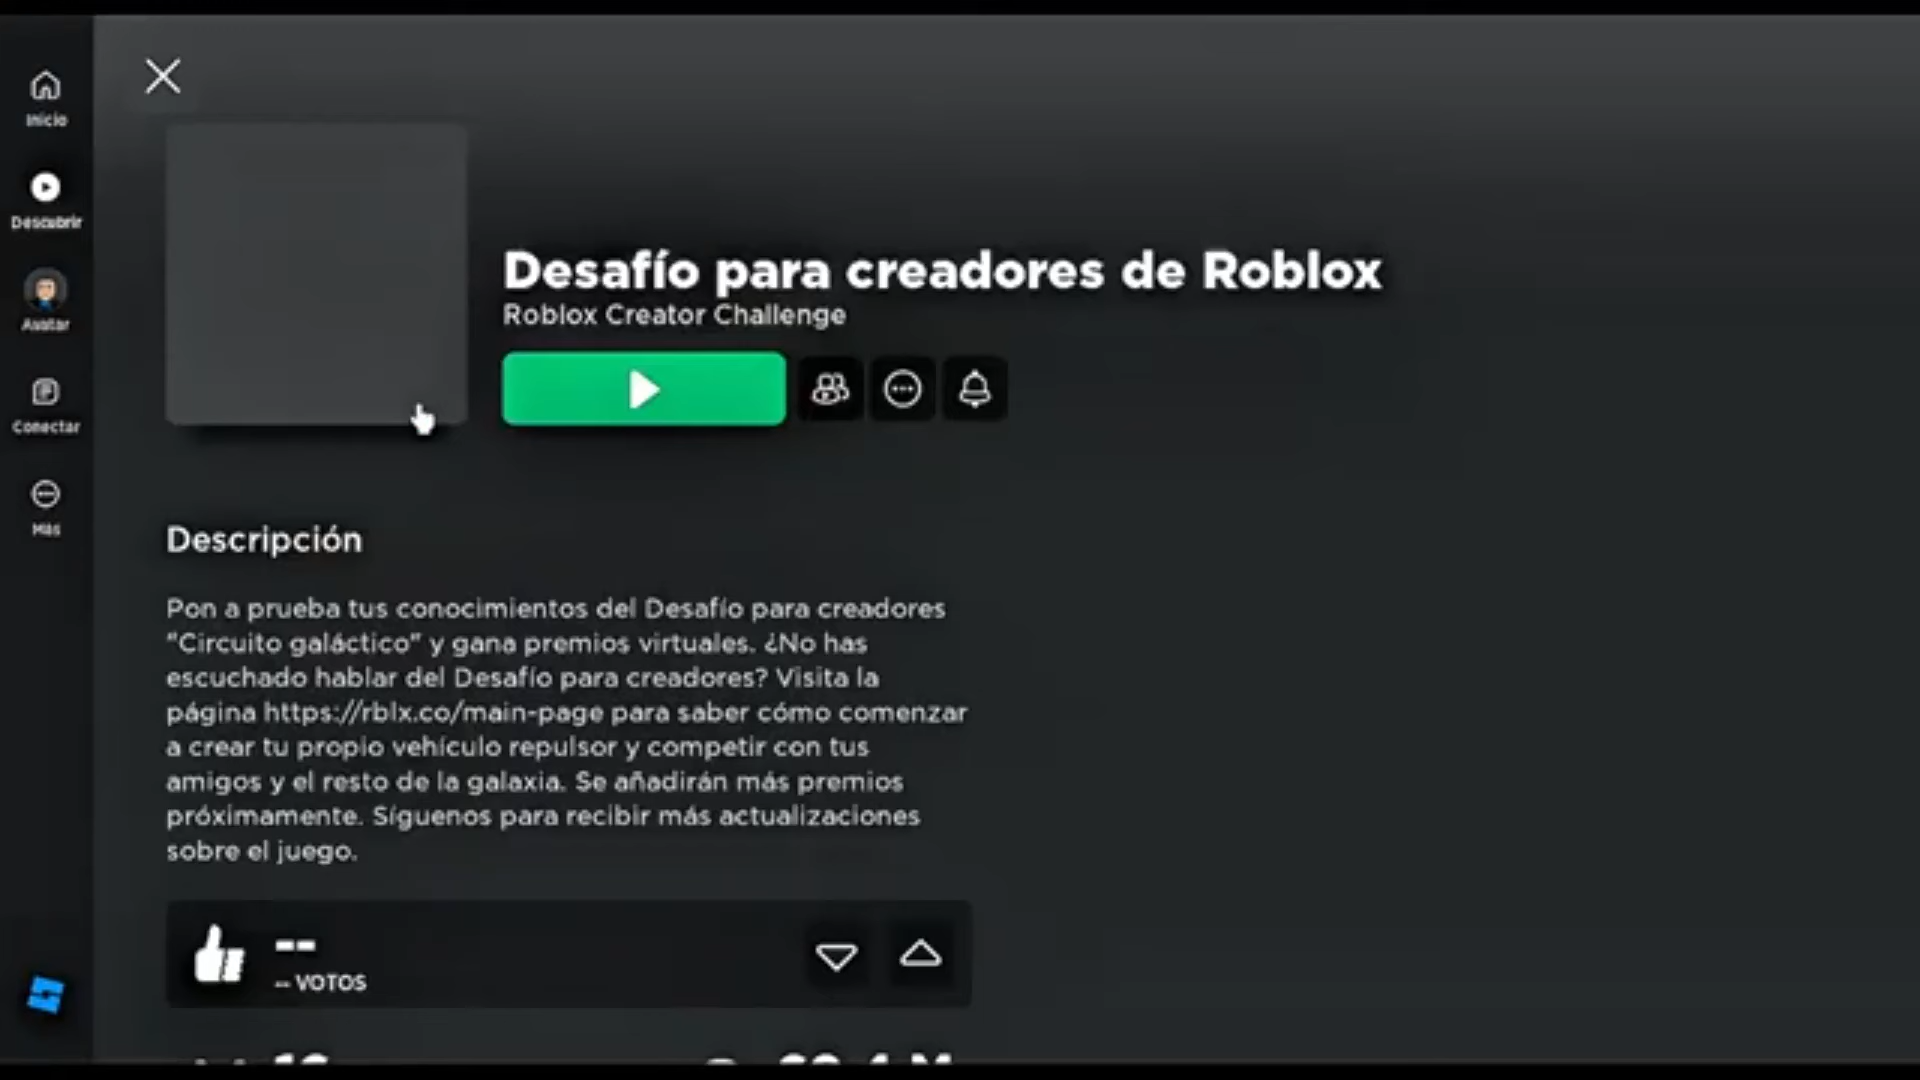 Inicio
Descubrir
Avatar
Conectar
Más
Desafío para creadores de Roblox
Roblox Creator Challenge
Descripción
Pon a prueba tus conocimientos del Desafío para creadores
"Circuito galáctico" y gana premios virtuales. ¿No has
escuchado hablar del Desafío para creadores? Visita la
página https://rblx.co/main-page para saber cómo comenzar
a crear tu propio vehículo repulsor y competir con tus
amigos y el resto de la galaxia. Se añadirán más premios
próximamente. Síguenos para recibir más actualizaciones
sobre el juego.
--
-- VOTOS